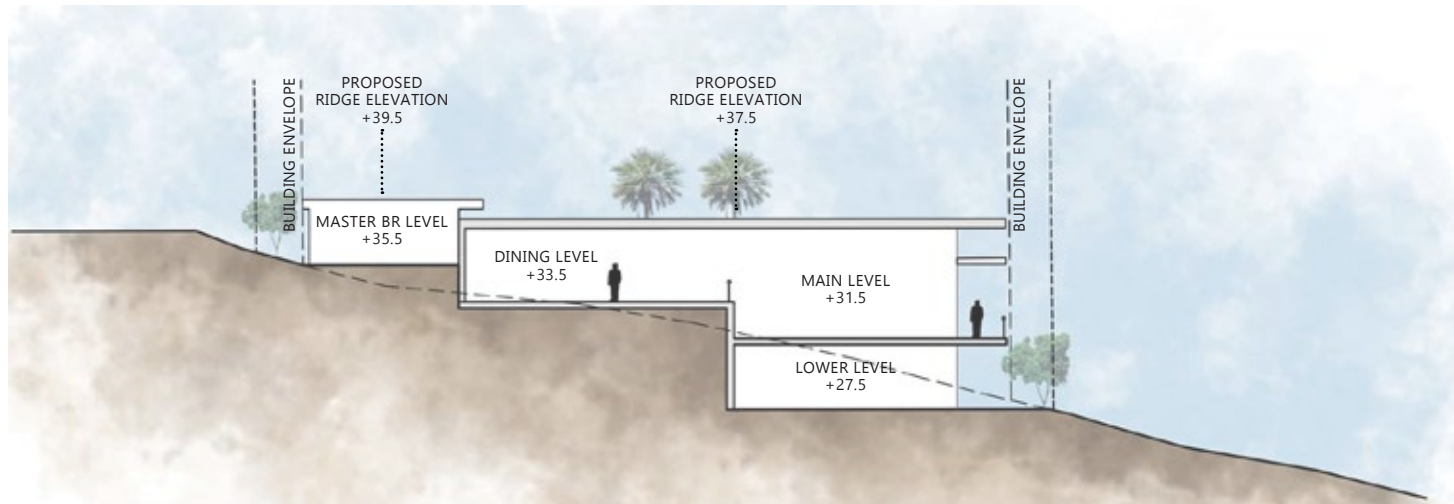 BUILDING ENVELOPE
PROPOSED
RIDGE ELEVATION
+39.5
PROPOSED
RIDGE ELEVATION
+37.5
BUILDING ENVELOPE
MASTER BR LEVEL
+35.5
DINING LEVEL
+33.5
MAIN LEVEL
+31.5
LOWER LEVEL
+27.5